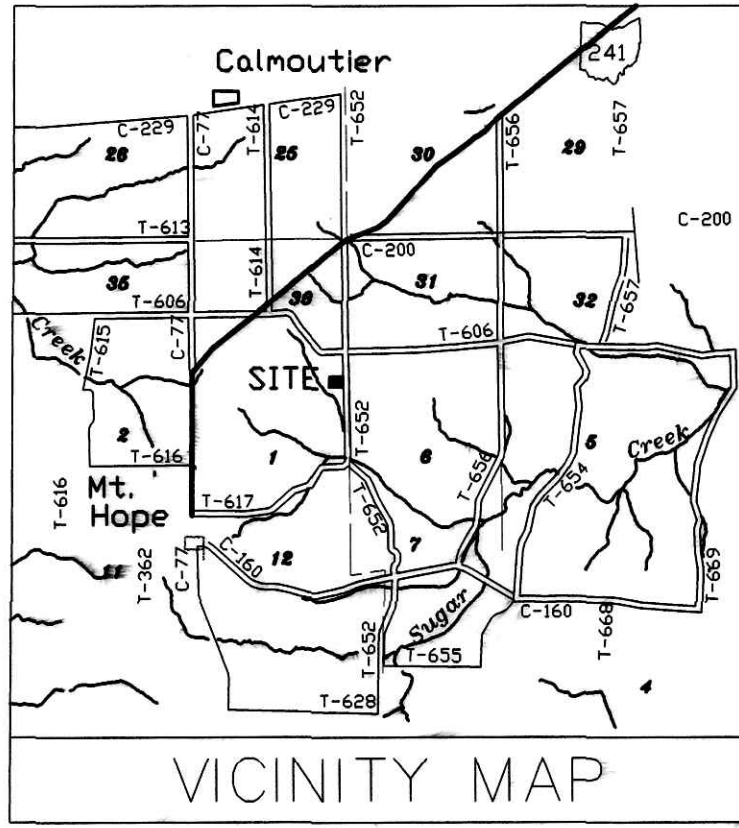 241
Calmoutier
C-229
C-77
T-614
C-229
T-652
T-656
T-657
26
25
30
29
T-613
C-200
C-200
T-614
35
36
31
32
T-657
T-606
C-77
T-606
Creek
T-615
SITE
2
T-652
1
6
5
Creek
T-616
T-616
Mt.
Hope
T-617
T-656
T-654
T-652
12
7
T-362
C-77
C-160
T-669
C-160
Sugar
T-668
T-652
T-655
T-628
4
VICINITY MAP